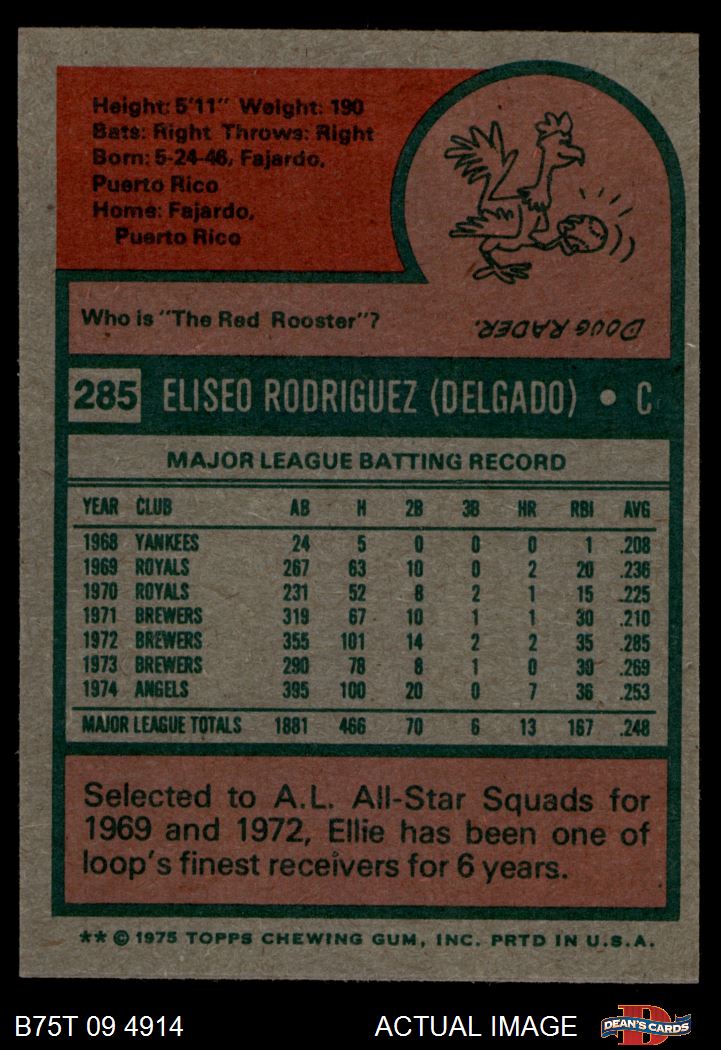 Height: 5'11" Weight: 190
Bats: Right Throws: Right
Born: 5-24-46, Fajardo,
Puerto Rico
Home: Fajardo,
Puerto Rico
Who is "The Red Rooster"?
DOUG RADER.
285 ELISEO RODRIGUEZ (DELGADO) • C
MAJOR LEAGUE BATTING RECORD
YEAR CLUB AB H 2B 3B HR RBI AVG
1968 YANKEES 24 5 0 0 0 1 .208
1969 ROYALS 267 63 10 0 2 20 .236
1970 ROYALS 231 52 8 2 1 15 .225
1971 BREWERS 319 67 10 1 1 30 .210
1972 BREWERS 355 101 14 2 2 35 .285
1973 BREWERS 290 78 8 1 0 30 .269
1974 ANGELS 395 100 20 0 7 36 .253
MAJOR LEAGUE TOTALS 1881 466 70 6 13 167 .248
Selected to A.L. All-Star Squads for
1969 and 1972, Ellie has been one of
loop's finest receivers for 6 years.
** © 1975 TOPPS CHEWING GUM, INC. PRTD IN U.S.A.
B75T 09 4914 ACTUAL IMAGE D DEAN'S CARDS